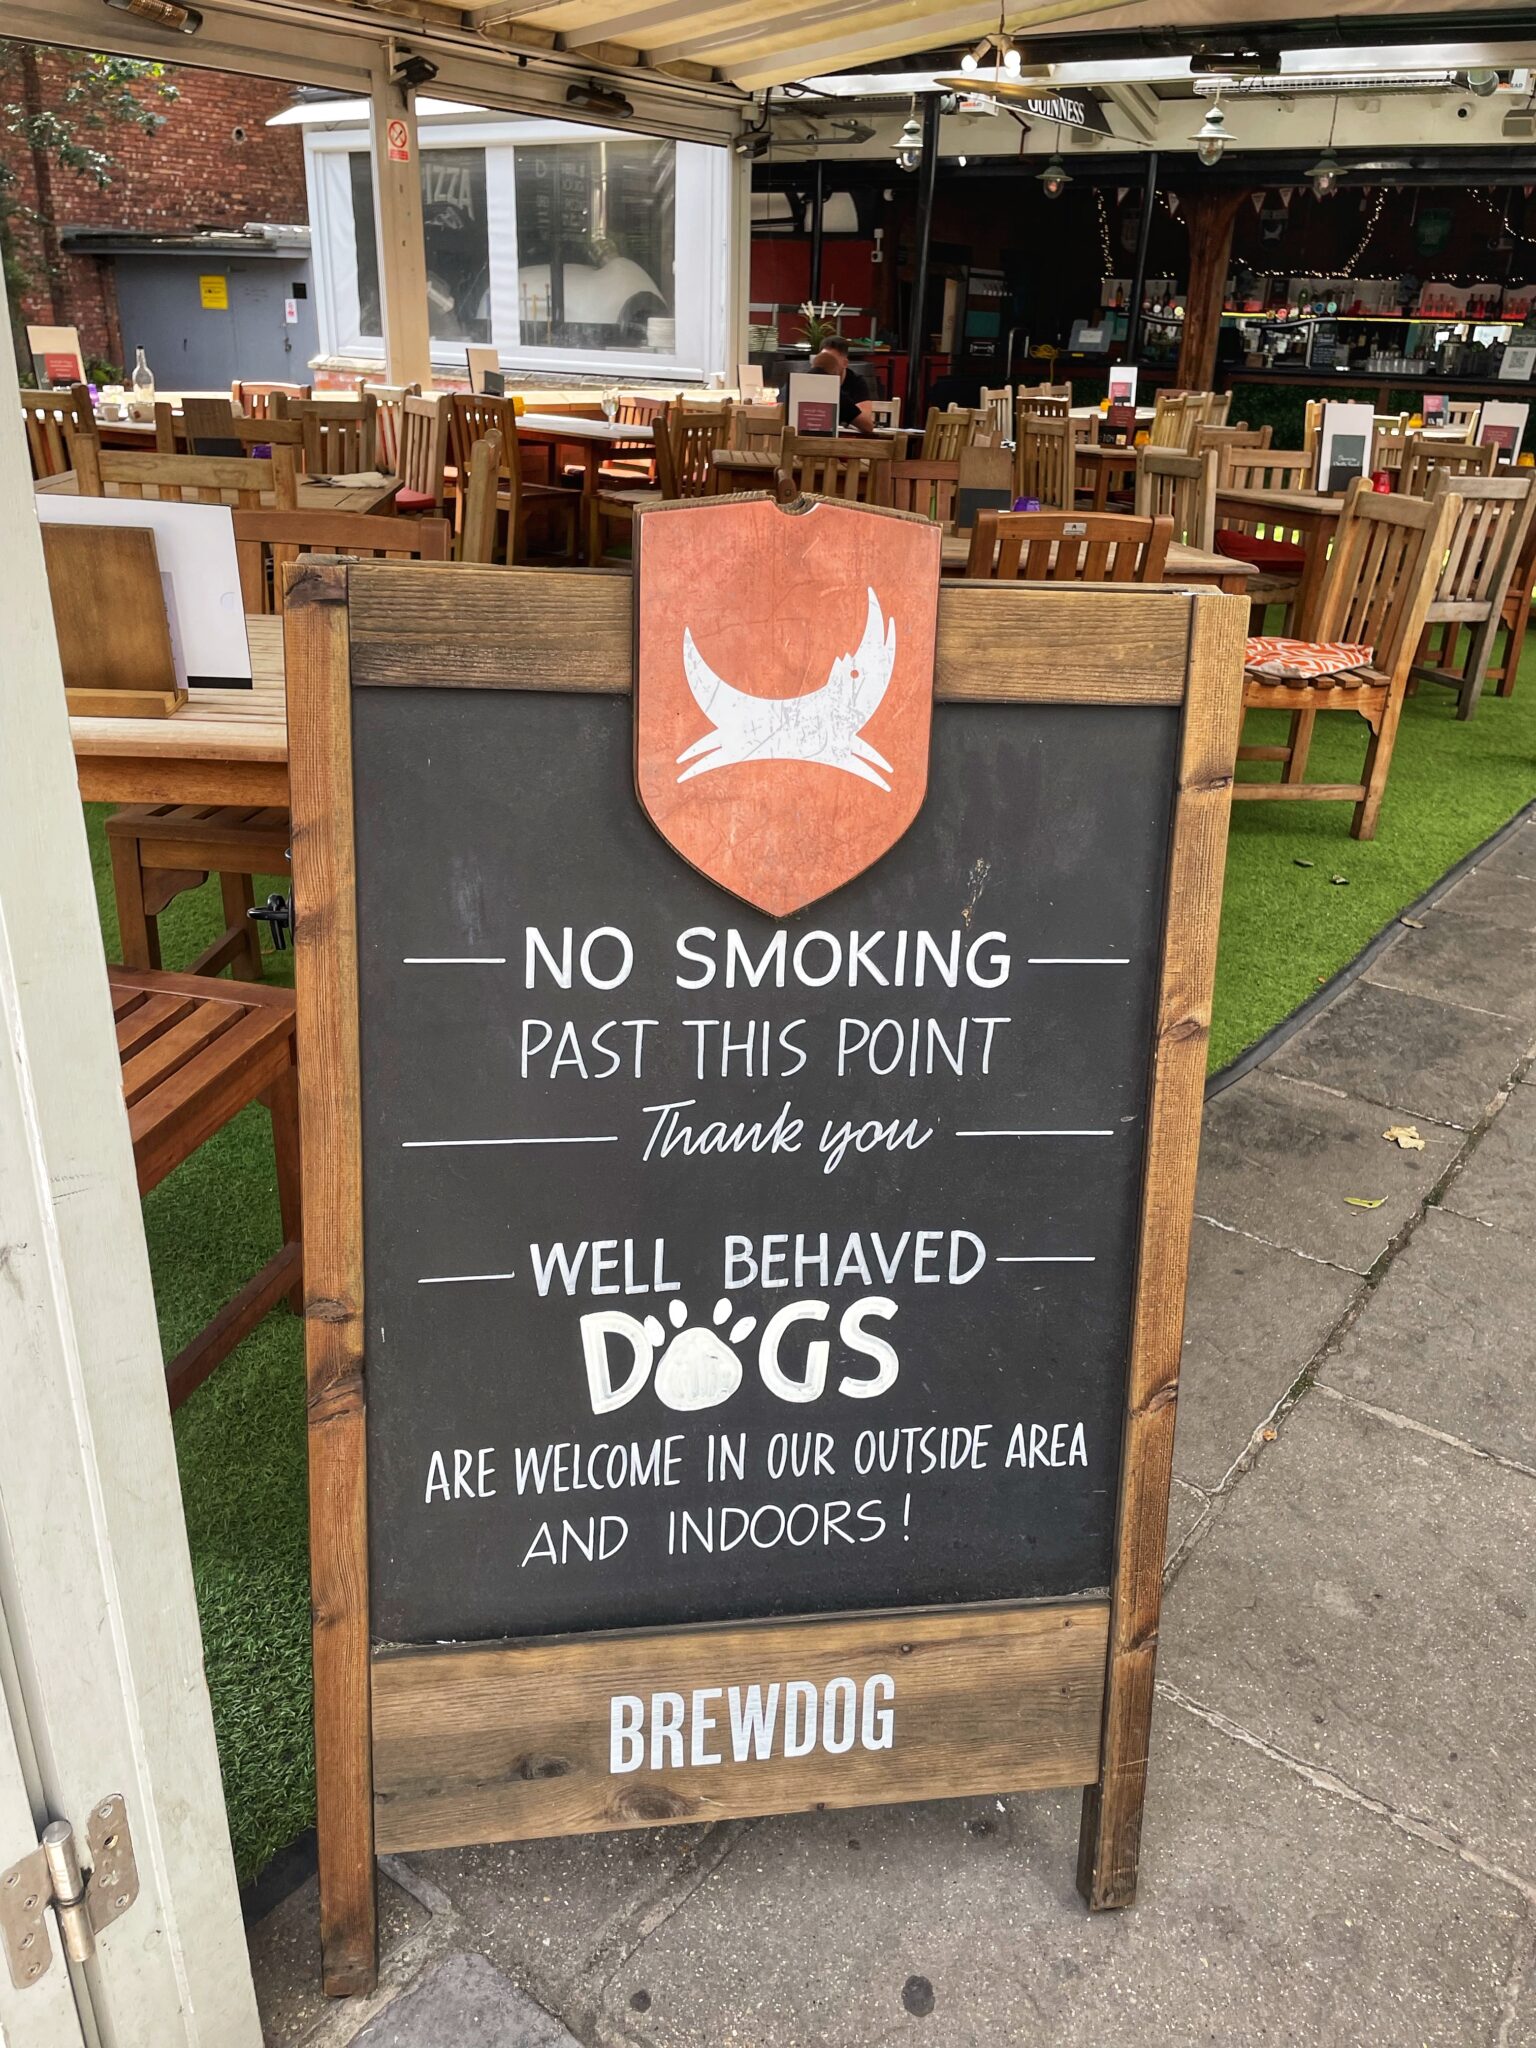 GUINNESS
PIZZA
NO SMOKING
PAST THIS POINT
Thank you
WELL BEHAVED
DOGS
ARE WELCOME IN OUR OUTSIDE AREA
AND INDOORS!
BREWDOG